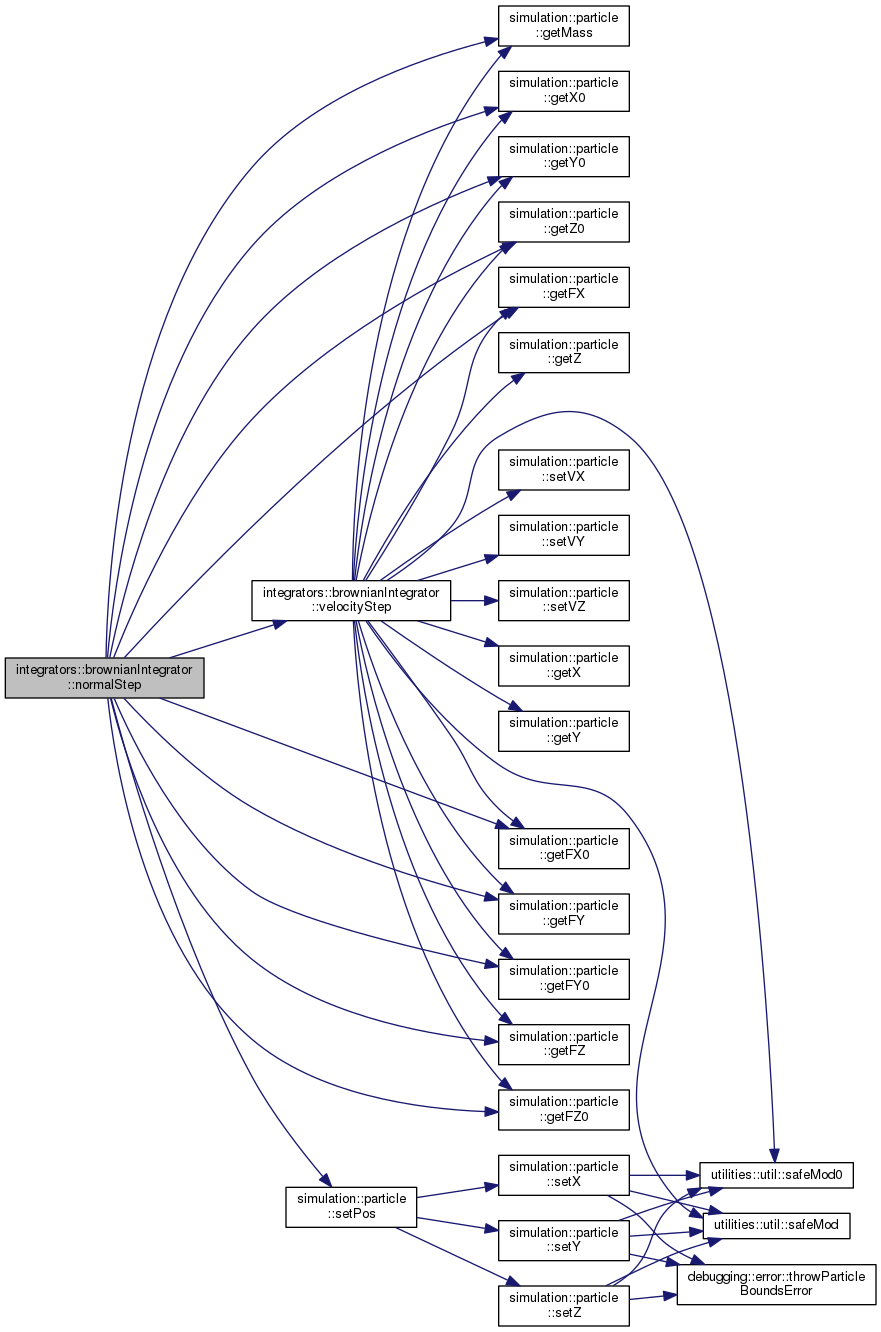 simulation::particle
::getMass
simulation::particle
::getX0
simulation::particle
::getY0
simulation::particle
::getZ0
simulation::particle
::getFX
simulation::particle
::getZ
simulation::particle
::setVX
simulation::particle
::setVY
integrators::brownianIntegrator
::velocityStep
simulation::particle
::setVZ
simulation::particle
::getX
integrators::brownianIntegrator
::normalStep
simulation::particle
::getY
simulation::particle
::getFX0
simulation::particle
::getFY
simulation::particle
::getFY0
simulation::particle
::getFZ
simulation::particle
::getFZ0
simulation::particle
::setX
utilities::util::safeMod0
simulation::particle
::setPos
utilities::util::safeMod
simulation::particle
::setY
debugging::error::throwParticle
BoundsError
simulation::particle
::setZ